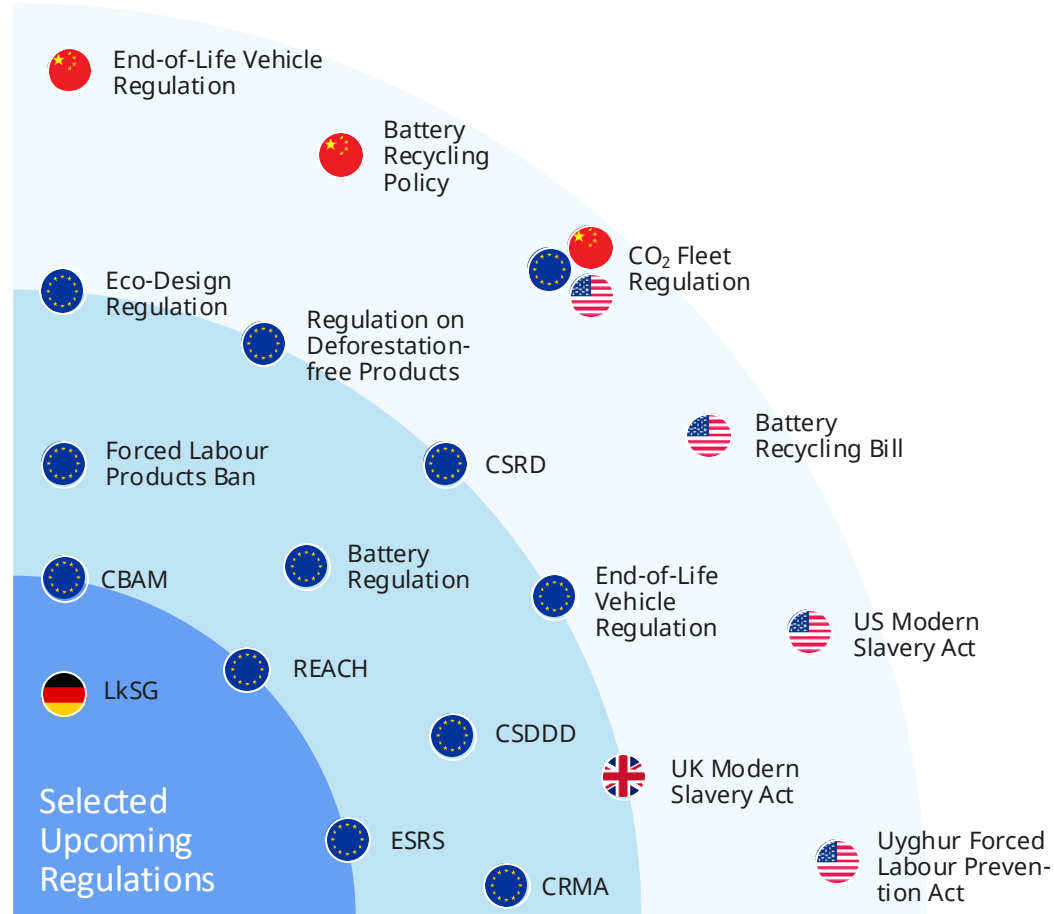 End-of-Life Vehicle
Regulation
Battery
Recycling
Policy
CO₂ Fleet
Regulation
Eco-Design
Regulation
Regulation on
Deforestation-
free Products
Battery
Recycling Bill
Forced Labour
Products Ban
CSRD
Battery
Regulation
CBAM
End-of-Life
Vehicle
Regulation
US Modern
Slavery Act
REACH
LkSG
CSDDD
UK Modern
Slavery Act
Selected
Upcoming
Regulations
ESRS
Uyghur Forced
Labour Preven-
tion Act
CRMA